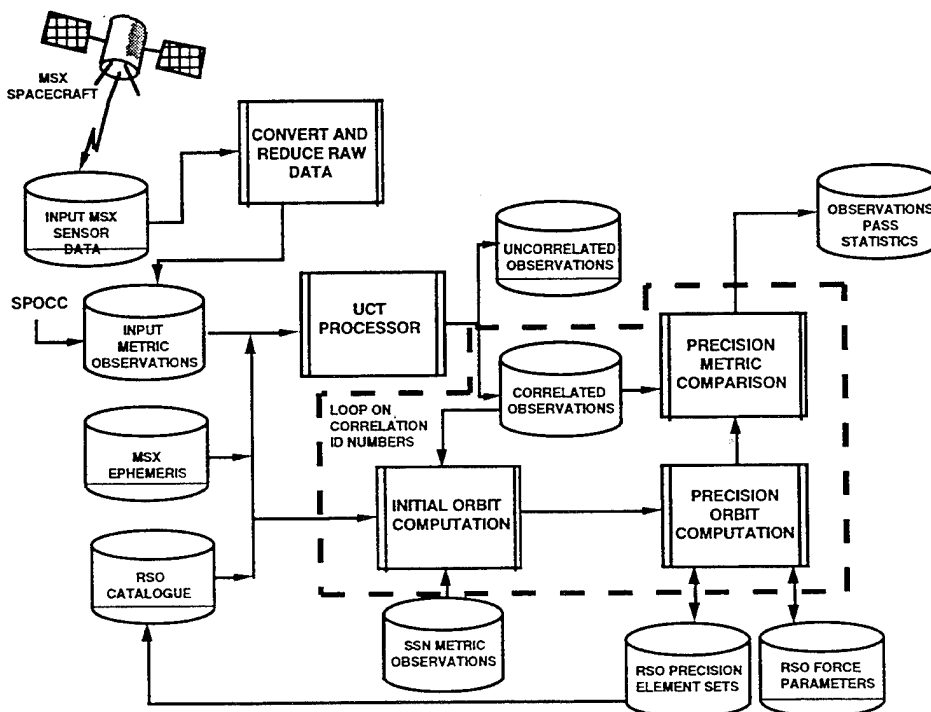 MSX
SPACECRAFT
CONVERT AND
REDUCE RAW
DATA
INPUT MSX
SENSOR
DATA
OBSERVATIONS
PASS
STATISTICS
UNCORRELATED
OBSERVATIONS
SPOCC
INPUT
METRIC
OBSERVATIONS
UCT
PROCESSOR
PRECISION
METRIC
COMPARISON
CORRELATED
OBSERVATIONS
LOOP ON
CORRELATION
ID NUMBERS
MSX
EPHEMERIS
INITIAL ORBIT
COMPUTATION
PRECISION
ORBIT
COMPUTATION
RSO
CATALOGUE
SSN METRIC
OBSERVATIONS
RSO PRECISION
ELEMENT SETS
RSO FORCE
PARAMETERS